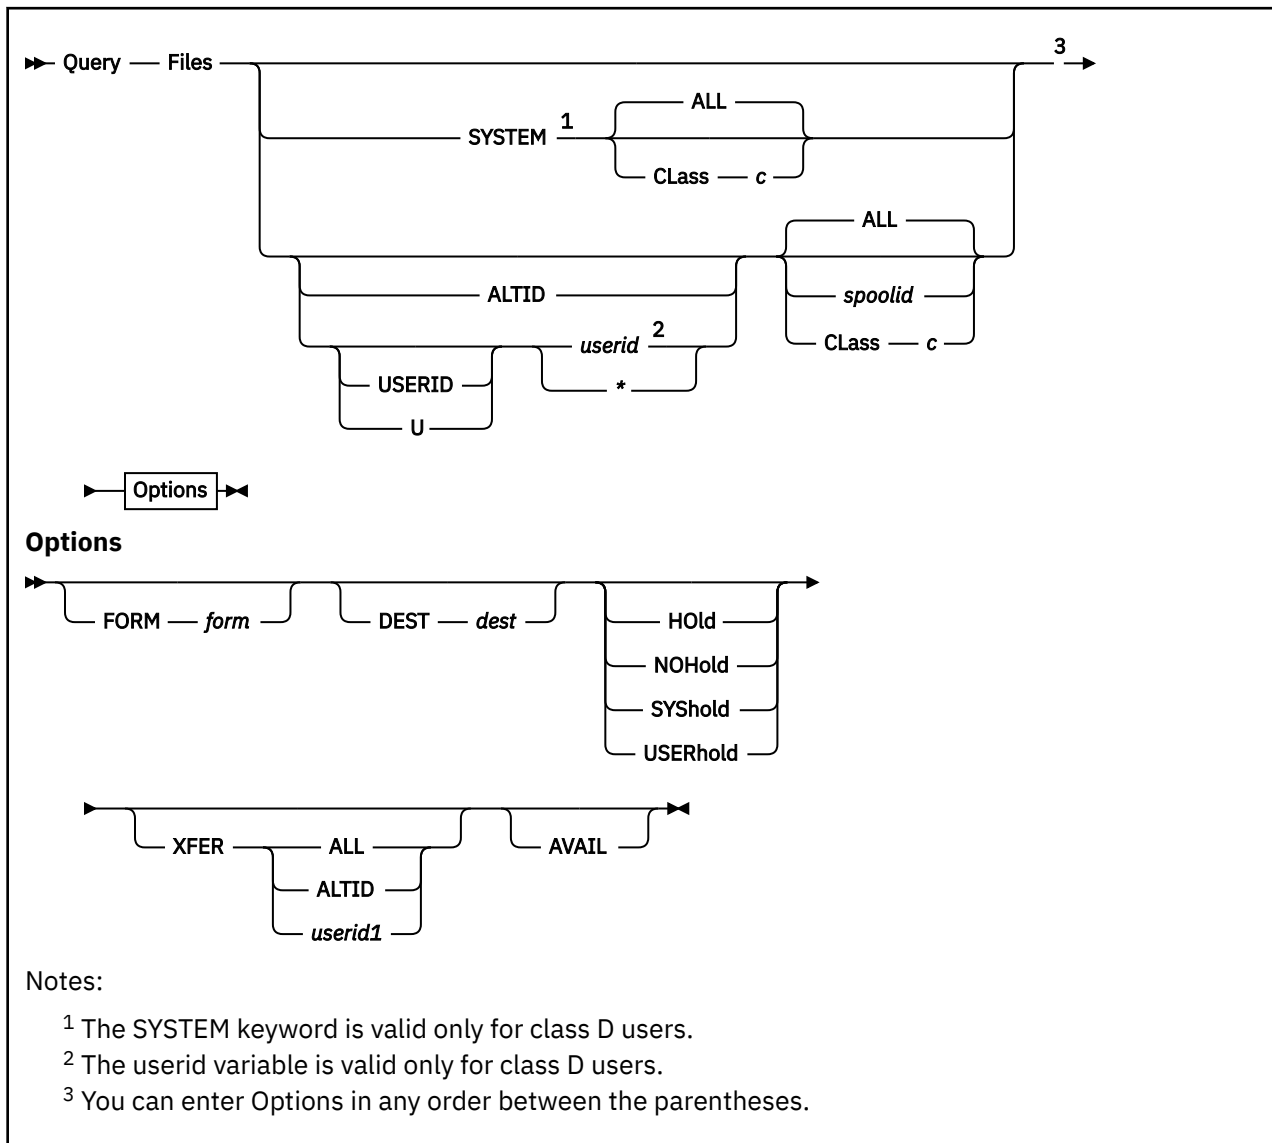 Query Files 3
ALL
SYSTEM 1
CLass c
ALL
ALTID spoolid
userid 2 CLass c
USERID *
U
Options
Options
FORM form DEST dest HOld
NOHold
SYShold
USERhold
XFER ALL AVAIL
ALTID
userid1
Notes:
1 The SYSTEM keyword is valid only for class D users.
2 The userid variable is valid only for class D users.
3 You can enter Options in any order between the parentheses.